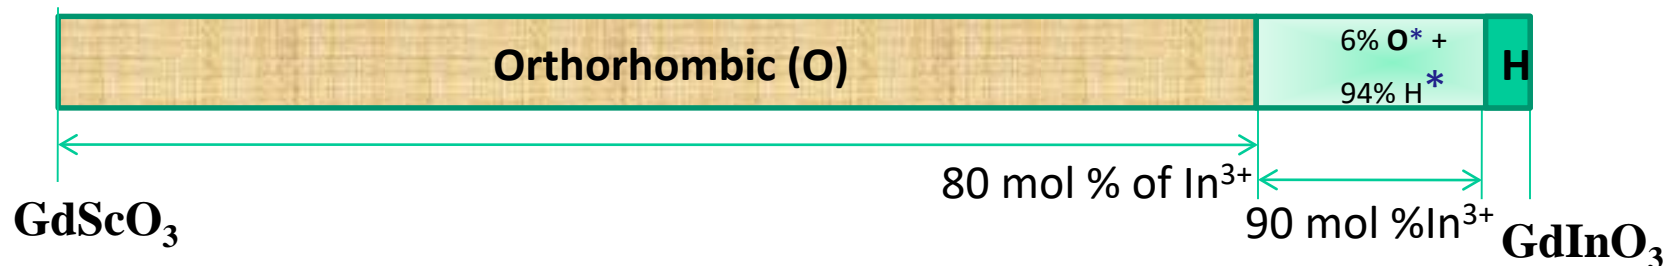 Orthorhombic (O)
6% O* +
94% H*
H
80 mol % of In³⁺
90 mol %In³⁺
GdScO₃
GdInO₃